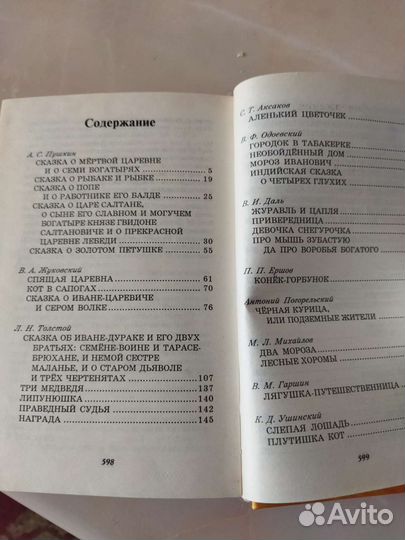 Содержание
А. С. Пушкин
СКАЗКА О МЁРТВОЙ ЦАРЕВНЕ
И О СЕМИ БОГАТЫРЯХ 5
СКАЗКА О РЫБАКЕ И РЫБКЕ 19
СКАЗКА О ПОПЕ
И О РАБОТНИКЕ ЕГО БАЛДЕ 25
СКАЗКА О ЦАРЕ САЛТАНЕ,
О СЫНЕ ЕГО СЛАВНОМ И МОГУЧЕМ
БОГАТЫРЕ КНЯЗЕ ГВИДОНЕ
САЛТАНОВИЧЕ И О ПРЕКРАСНОЙ
ЦАРЕВНЕ ЛЕБЕДИ 30
СКАЗКА О ЗОЛОТОМ ПЕТУШКЕ 55
В. А. Жуковский
СПЯЩАЯ ЦАРЕВНА 61
КОТ В САПОГАХ 70
СКАЗКА О ИВАНЕ-ЦАРЕВИЧЕ
И СЕРОМ ВОЛКЕ 76
Л. Н. Толстой
СКАЗКА ОБ ИВАНЕ-ДУРАКЕ И ЕГО ДВУХ
БРАТЬЯХ: СЕМЁНЕ-ВОИНЕ И ТАРАСЕ-
БРЮХАНЕ, И НЕМОЙ СЕСТРЕ
МАЛАНЬЕ, И О СТАРОМ ДЬЯВОЛЕ
И ТРЁХ ЧЕРТЕНЯТАХ 107
ТРИ МЕДВЕДЯ 137
ЛИПУНЮШКА 140
ПРАВЕДНЫЙ СУДЬЯ 142
НАГРАДА 145
598
С. Т. Аксаков
АЛЕНЬКИЙ ЦВЕТОЧЕК
В. Ф. Одоевский
ГОРОДОК В ТАБАКЕРКЕ
НЕОБОЙДЁННЫЙ ДОМ
МОРОЗ ИВАНОВИЧ
ИНДИЙСКАЯ СКАЗКА
О ЧЕТЫРЕХ ГЛУХИХ
В. И. Даль
ЖУРАВЛЬ И ЦАПЛЯ
ПРИВЕРЕДНИЦА
ДЕВОЧКА СНЕГУРОЧКА
ПРО МЫШЬ ЗУБАСТУЮ
ДА ПРО ВОРОБЬЯ БОГАТОГО
П. П. Ершов
КОНЁК-ГОРБУНОК
Антоний Погорельский
ЧЁРНАЯ КУРИЦА,
ИЛИ ПОДЗЕМНЫЕ ЖИТЕЛИ
М. Л. Михайлов
ДВА МОРОЗА
ЛЕСНЫЕ ХОРОМЫ
В. М. Гаршин
ЛЯГУШКА-ПУТЕШЕСТВЕННИЦА
К. Д. Ушинский
СЛЕПАЯ ЛОШАДЬ
ПЛУТИШКА КОТ
599
Avito